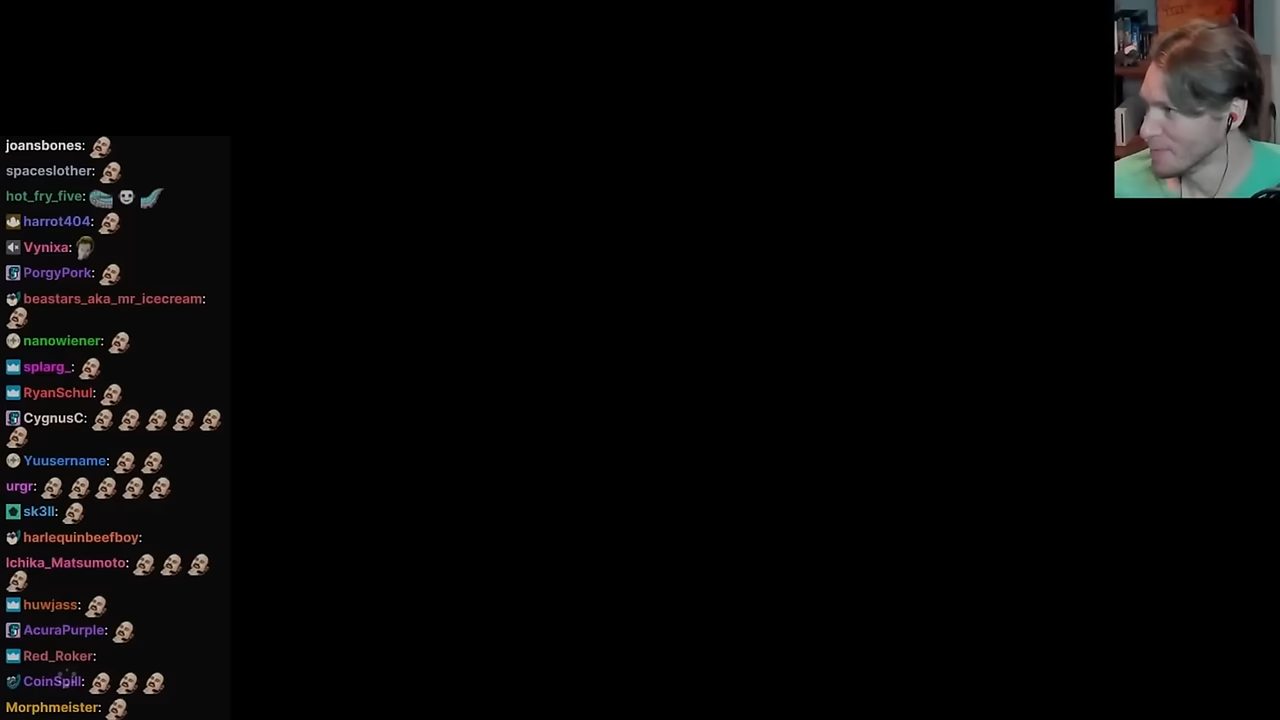 joansbones:
spaceslother:
hot_fry_five:
harrot404:
Vynixa:
PorgyPork:
beastars_aka_mr_icecream:
nanowiener:
splarg_:
RyanSchul:
CygnusC:
Yuusername:
urgr:
sk3ll:
harlequinbeefboy:
Ichika_Matsumoto:
huwjass:
AcuraPurple:
Red_Roker:
CoinSpill:
Morphmeister: